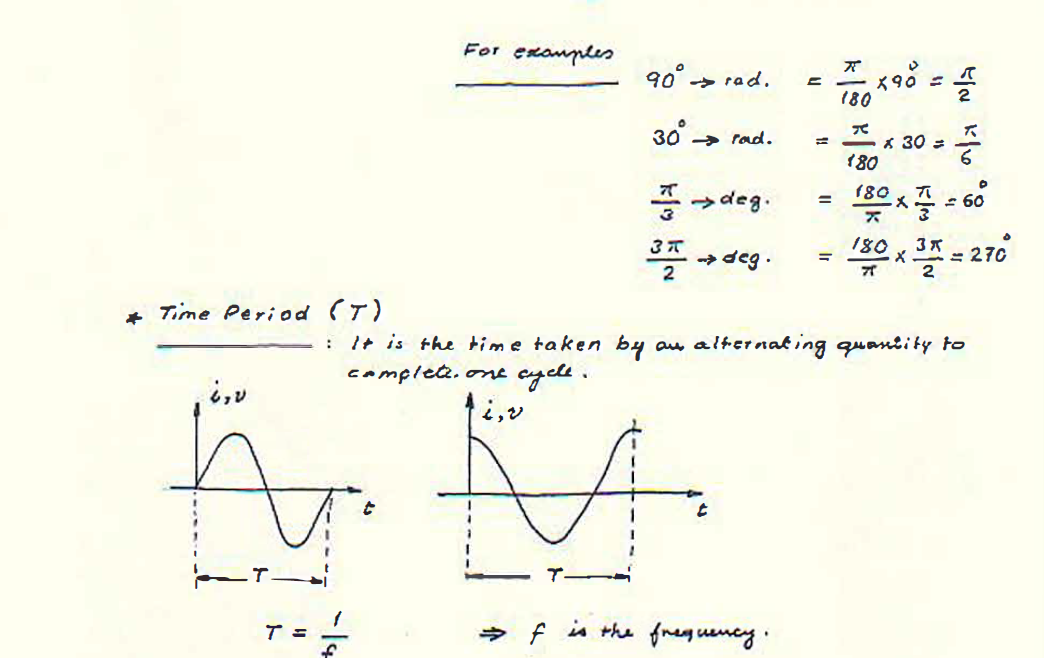 For examples
90° → rad. = π/180 x 90° = π/2
30° → rad. = π/180 x 30 = π/6
π/3 → deg. = 180/π x π/3 = 60°
3π/2 → deg. = 180/π x 3π/2 = 270°
* Time Period (T)
: It is the time taken by an alternating quantity to
complete one cycle.
i,v
i,v
t
t
T
T
T = 1/f ⇒ f is the frequency.